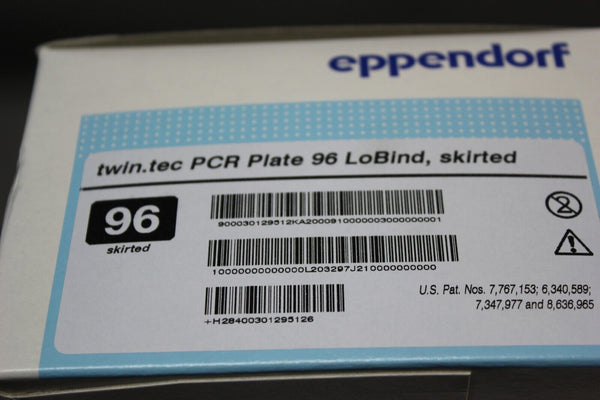 eppendorf
twin.tec PCR Plate 96 LoBind, skirted
96
skirted
900030129512KA2000910000003000000001
10000000000000L203297J210000000000
+H28400301295126
U.S. Pat. Nos. 7,767,153; 6,340,589;
7,347,977 and 8,636,965